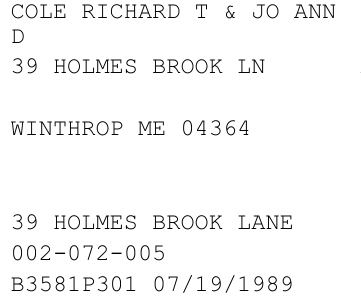 COLE RICHARD T & JO ANN
D
39 HOLMES BROOK LN
WINTHROP ME 04364
39 HOLMES BROOK LANE
002-072-005
B3581P301 07/19/1989